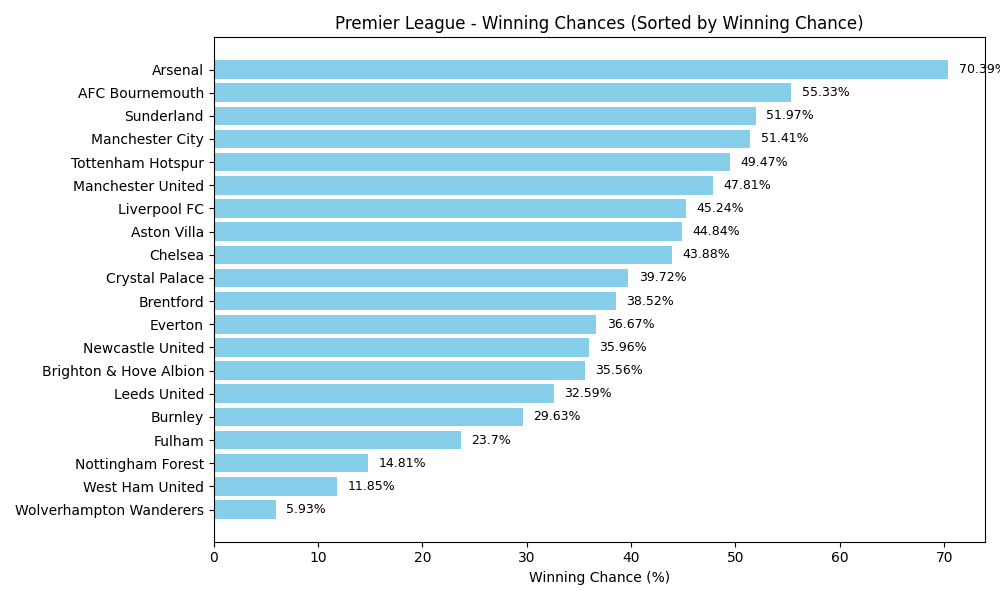 Premier League - Winning Chances (Sorted by Winning Chance)
Arsenal 70.39%
AFC Bournemouth 55.33%
Sunderland 51.97%
Manchester City 51.41%
Tottenham Hotspur 49.47%
Manchester United 47.81%
Liverpool FC 45.24%
Aston Villa 44.84%
Chelsea 43.88%
Crystal Palace 39.72%
Brentford 38.52%
Everton 36.67%
Newcastle United 35.96%
Brighton & Hove Albion 35.56%
Leeds United 32.59%
Burnley 29.63%
Fulham 23.7%
Nottingham Forest 14.81%
West Ham United 11.85%
Wolverhampton Wanderers 5.93%
0 10 20 30 40 50 60 70
Winning Chance (%)